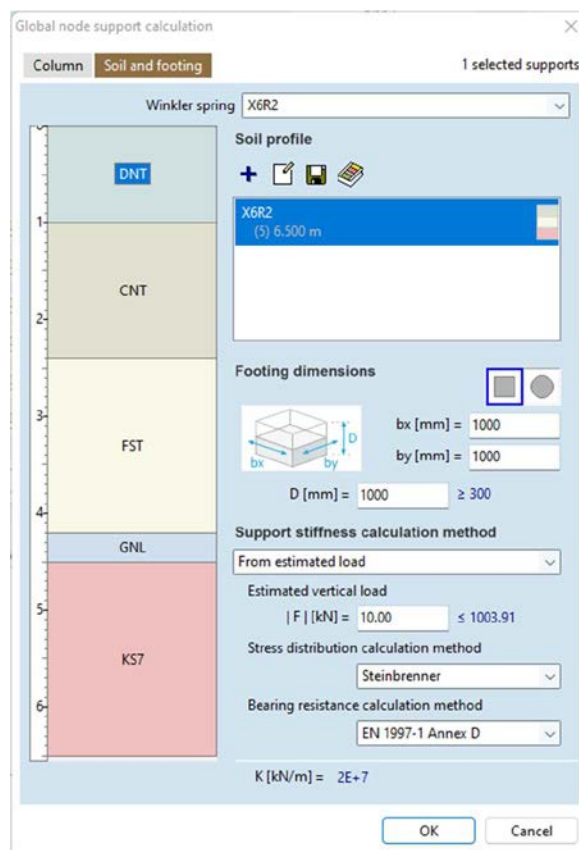 Global node support calculation
Column Soil and footing 1 selected supports
Winkler spring X6R2
Soil profile
X6R2
(5) 6.500 m
DNT
1
CNT
2
3
FST
4
GNL
5
KS7
6
Footing dimensions
bx by D
bx [mm] = 1000
by [mm] = 1000
D [mm] = 1000 ≥ 300
Support stiffness calculation method
From estimated load
Estimated vertical load
| F | [kN] = 10.00 ≤ 1003.91
Stress distribution calculation method
Steinbrenner
Bearing resistance calculation method
EN 1997-1 Annex D
K [kN/m] = 2E+7
OK Cancel